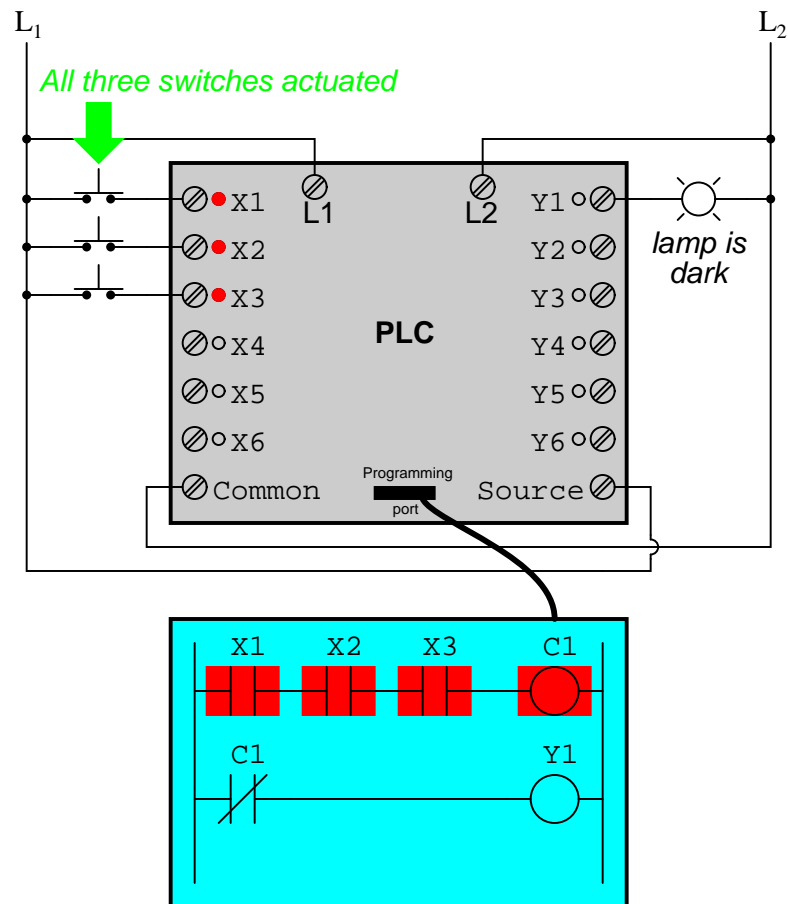 L1 L2
All three switches actuated
X1 L1 L2 Y1
X2 Y2
lamp is
dark
X3 Y3
PLC
X4 Y4
X5 Y5
X6 Y6
Common Programming Source
port
X1 X2 X3 C1
C1 Y1